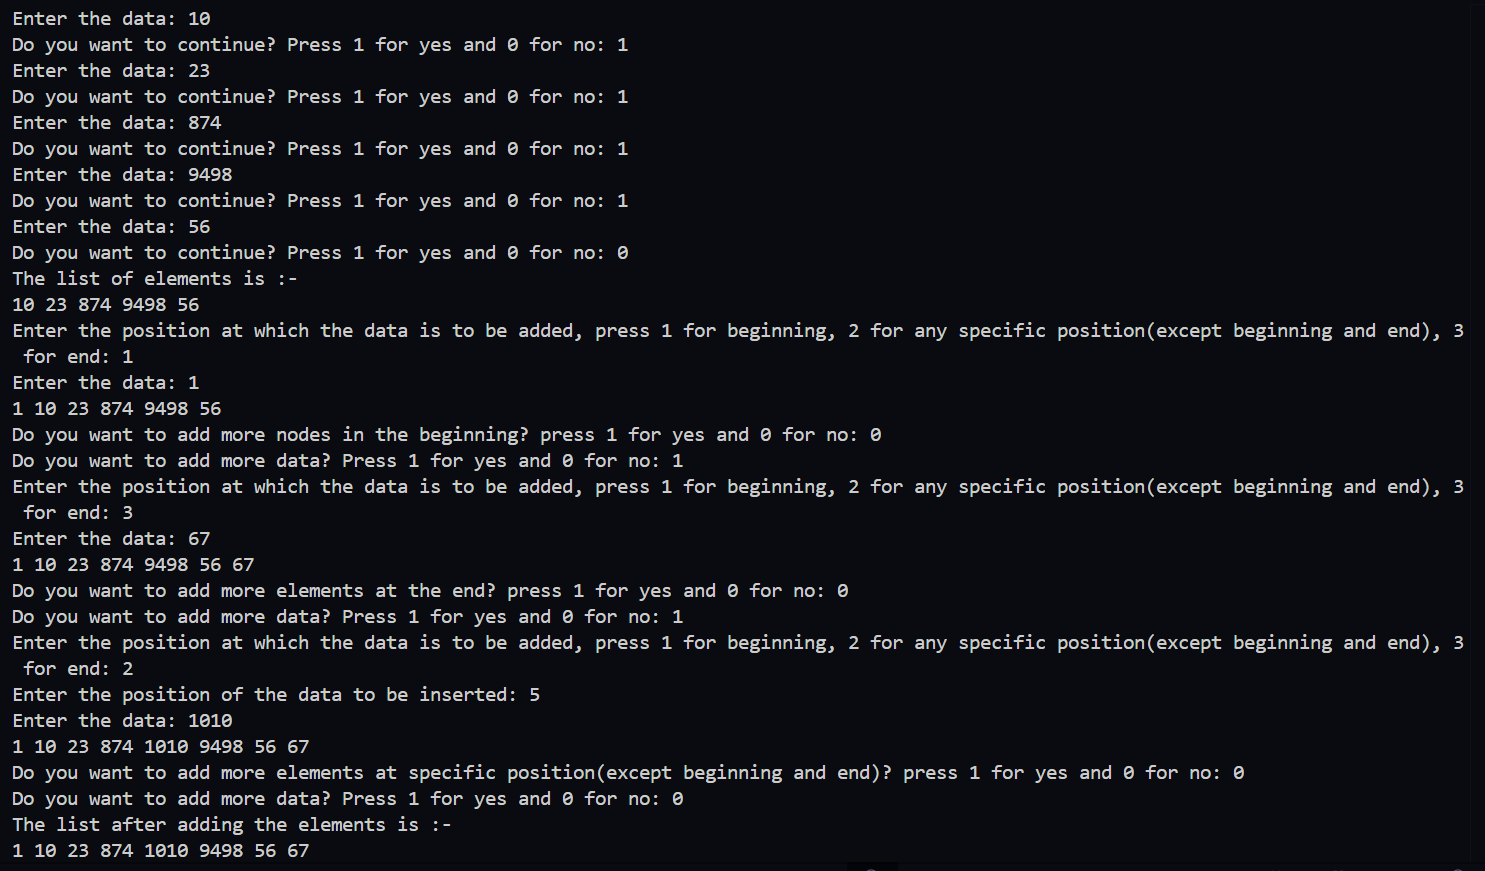 Enter the data: 10
Do you want to continue? Press 1 for yes and 0 for no: 1
Enter the data: 23
Do you want to continue? Press 1 for yes and 0 for no: 1
Enter the data: 874
Do you want to continue? Press 1 for yes and 0 for no: 1
Enter the data: 9498
Do you want to continue? Press 1 for yes and 0 for no: 1
Enter the data: 56
Do you want to continue? Press 1 for yes and 0 for no: 0
The list of elements is :-
10 23 874 9498 56
Enter the position at which the data is to be added, press 1 for beginning, 2 for any specific position(except beginning and end), 3
 for end: 1
Enter the data: 1
1 10 23 874 9498 56
Do you want to add more nodes in the beginning? press 1 for yes and 0 for no: 0
Do you want to add more data? Press 1 for yes and 0 for no: 1
Enter the position at which the data is to be added, press 1 for beginning, 2 for any specific position(except beginning and end), 3
 for end: 3
Enter the data: 67
1 10 23 874 9498 56 67
Do you want to add more elements at the end? press 1 for yes and 0 for no: 0
Do you want to add more data? Press 1 for yes and 0 for no: 1
Enter the position at which the data is to be added, press 1 for beginning, 2 for any specific position(except beginning and end), 3
 for end: 2
Enter the position of the data to be inserted: 5
Enter the data: 1010
1 10 23 874 1010 9498 56 67
Do you want to add more elements at specific position(except beginning and end)? press 1 for yes and 0 for no: 0
Do you want to add more data? Press 1 for yes and 0 for no: 0
The list after adding the elements is :-
1 10 23 874 1010 9498 56 67